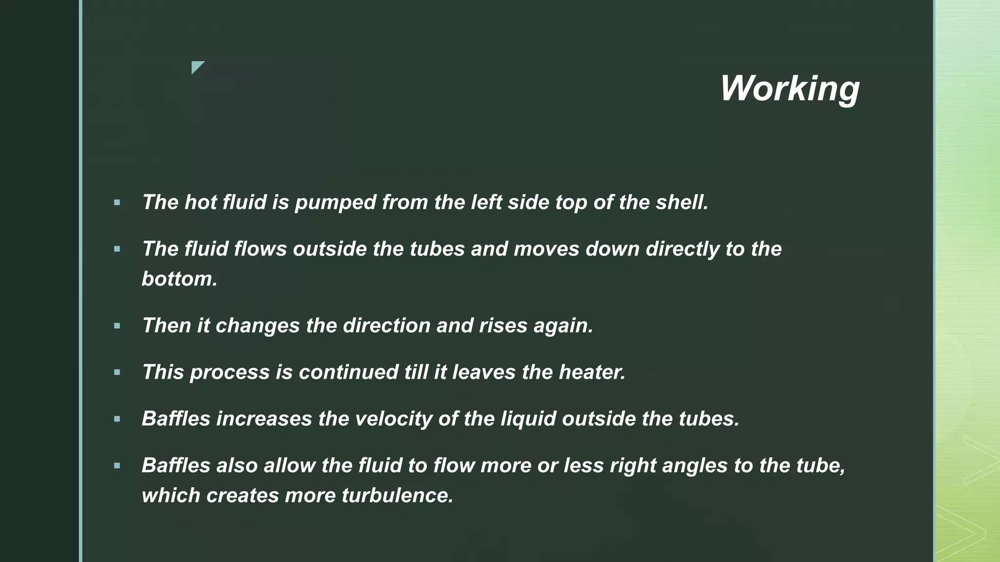 Working
▪ The hot fluid is pumped from the left side top of the shell.
▪ The fluid flows outside the tubes and moves down directly to the
bottom.
▪ Then it changes the direction and rises again.
▪ This process is continued till it leaves the heater.
▪ Baffles increases the velocity of the liquid outside the tubes.
▪ Baffles also allow the fluid to flow more or less right angles to the tube,
which creates more turbulence.